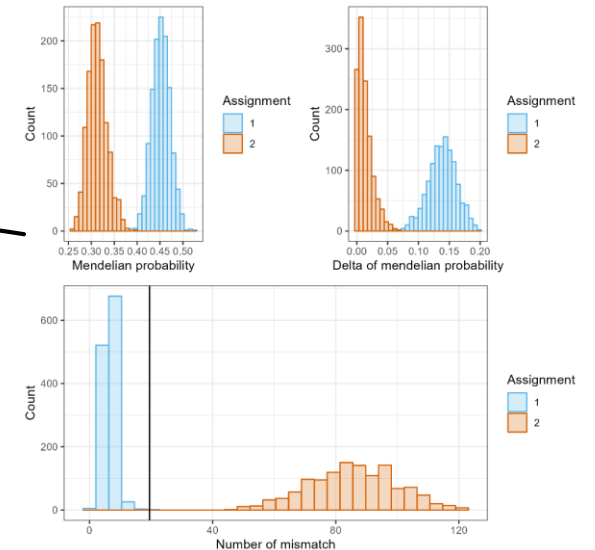 Count
200
150
100
50
0
0.25 0.30 0.35 0.40 0.45 0.50
Mendelian probability
Assignment
1
2
Count
300
200
100
0
0.00 0.05 0.10 0.15 0.20
Delta of mendelian probability
Assignment
1
2
Count
600
400
200
0
0 40 80 120
Number of mismatch
Assignment
1
2